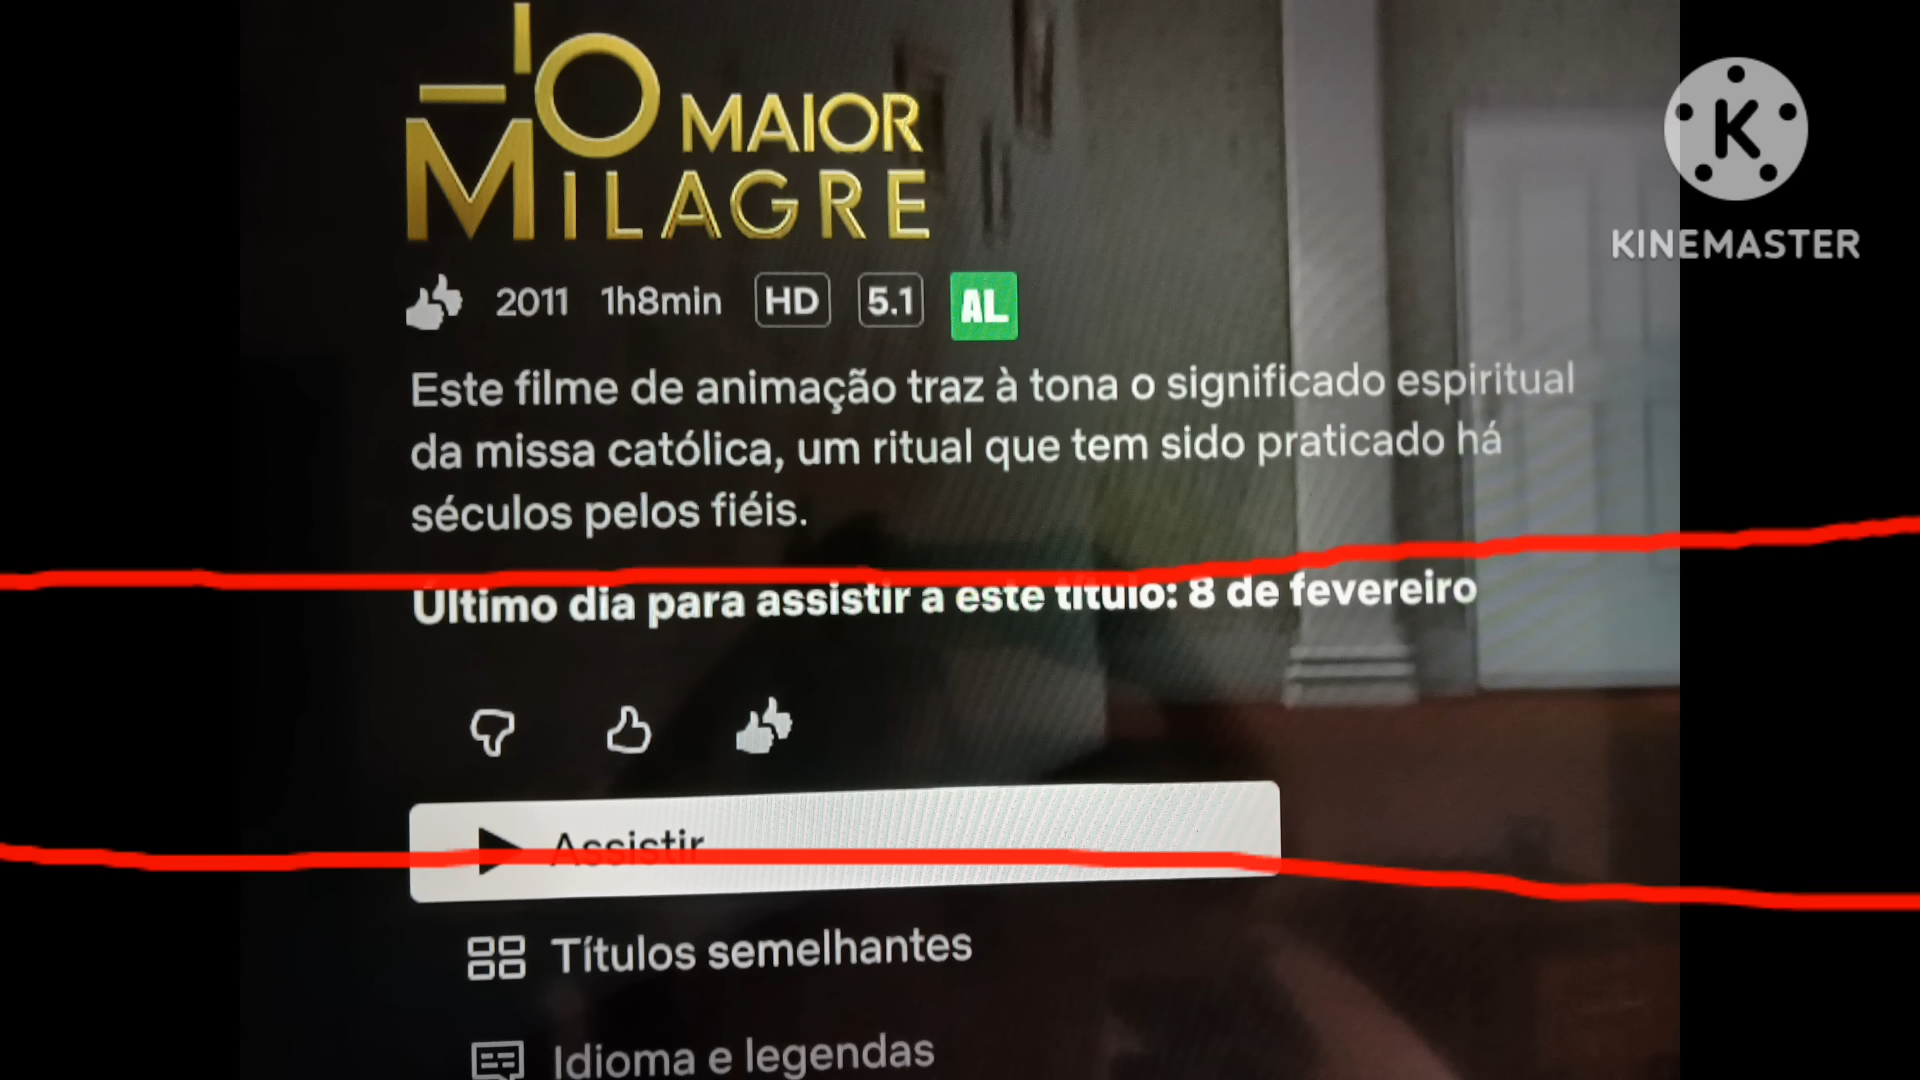 O MAIOR
MILAGRE
2011 1h8min HD 5.1 AL
Este filme de animação traz à tona o significado espiritual
da missa católica, um ritual que tem sido praticado há
séculos pelos fiéis.
Último dia para assistir a este título: 8 de fevereiro
Assistir
Títulos semelhantes
Idioma e legendas
K
KINEMASTER